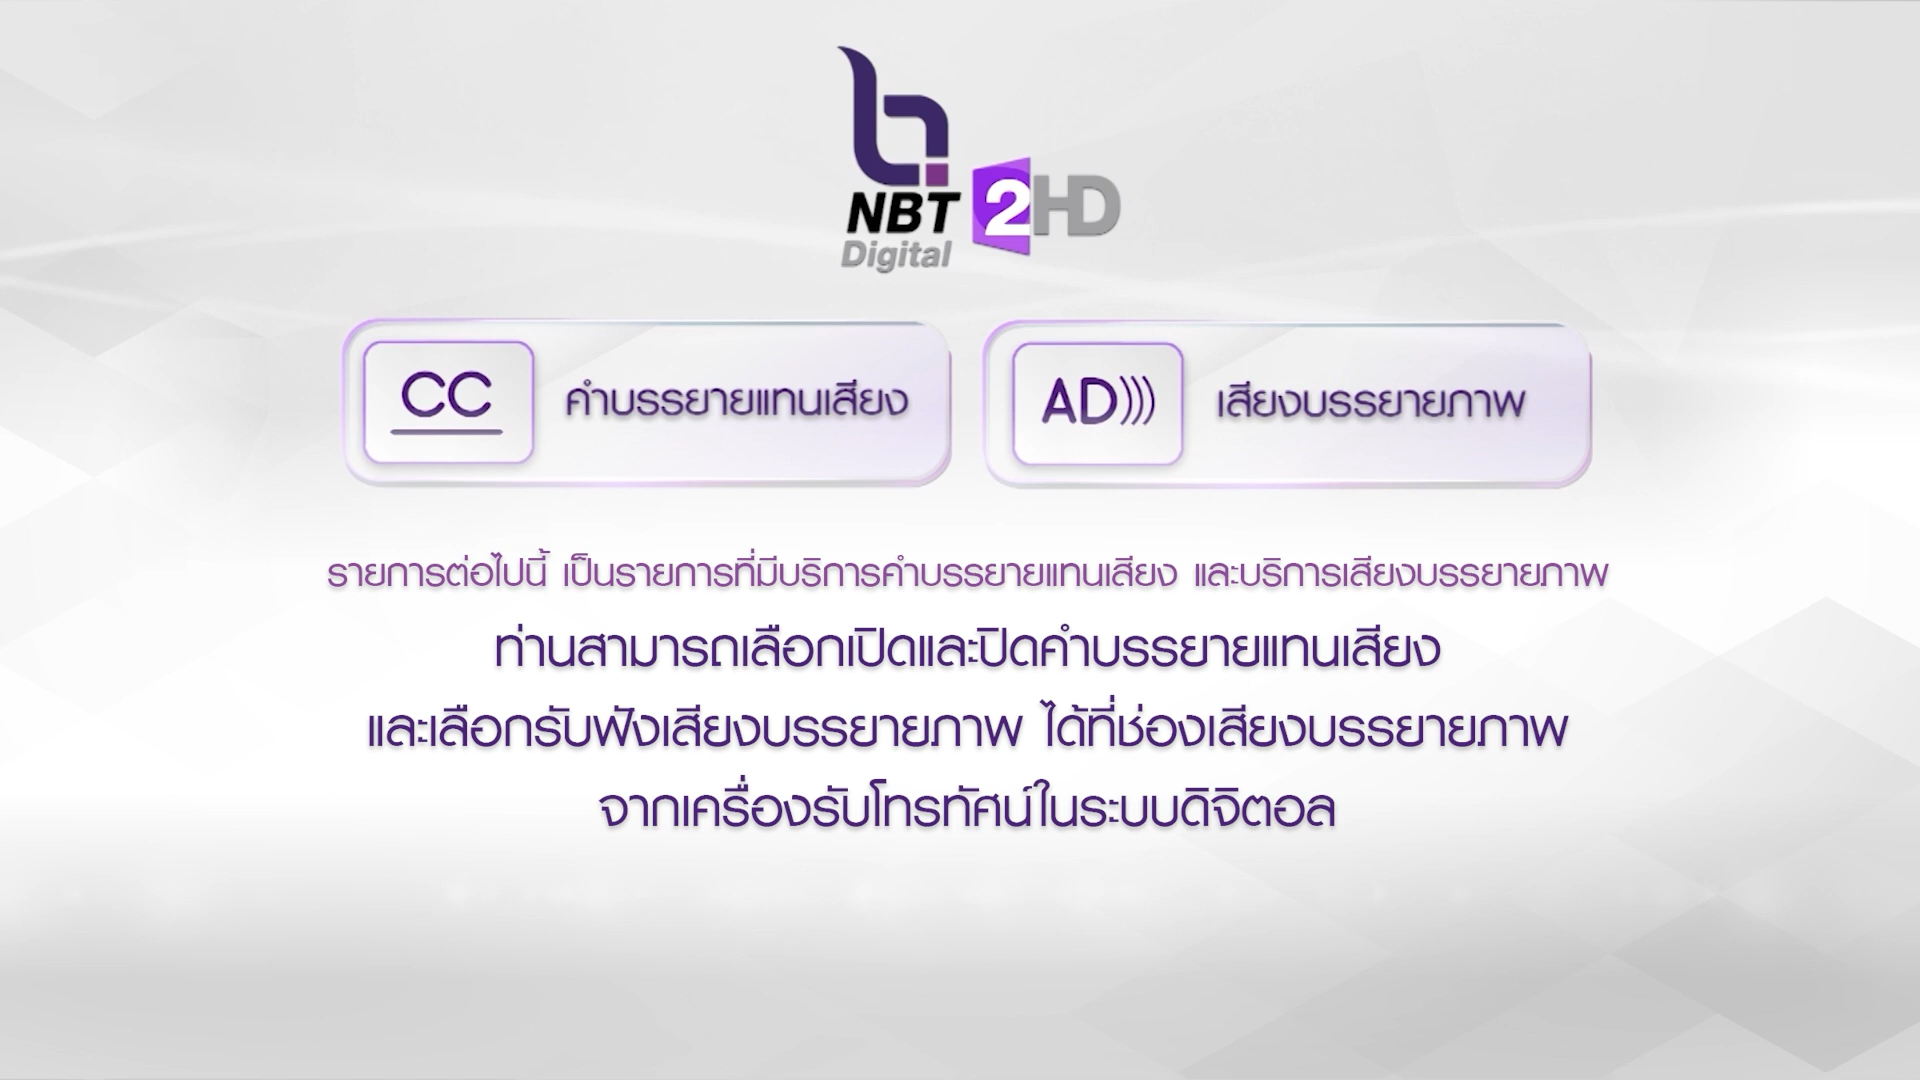 NBT
Digital
2HD
CC
คำบรรยายแทนเสียง
AD)))
เสียงบรรยายภาพ
รายการต่อไปนี้ เป็นรายการที่มีบริการคำบรรยายแทนเสียง และบริการเสียงบรรยายภาพ
ท่านสามารถเลือกเปิดและปิดคำบรรยายแทนเสียง
และเลือกรับฟังเสียงบรรยายภาพ ได้ที่ช่องเสียงบรรยายภาพ
จากเครื่องรับโทรทัศน์ในระบบดิจิตอล